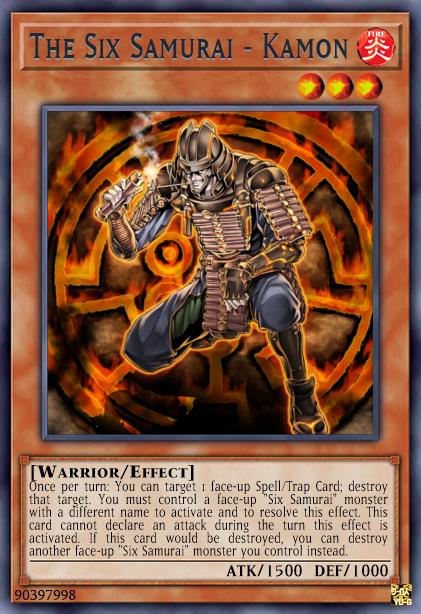 THE SIX SAMURAI - KAMON
FIRE
炎
[WARRIOR/EFFECT]
Once per turn: You can target 1 face-up Spell/Trap Card; destroy
that target. You must control a face-up "Six Samurai" monster
with a different name to activate and to resolve this effect. This
card cannot declare an attack during the turn this effect is
activated. If this card would be destroyed, you can destroy
another face-up "Six Samurai" monster you control instead.
ATK/1500 DEF/1000
90397998